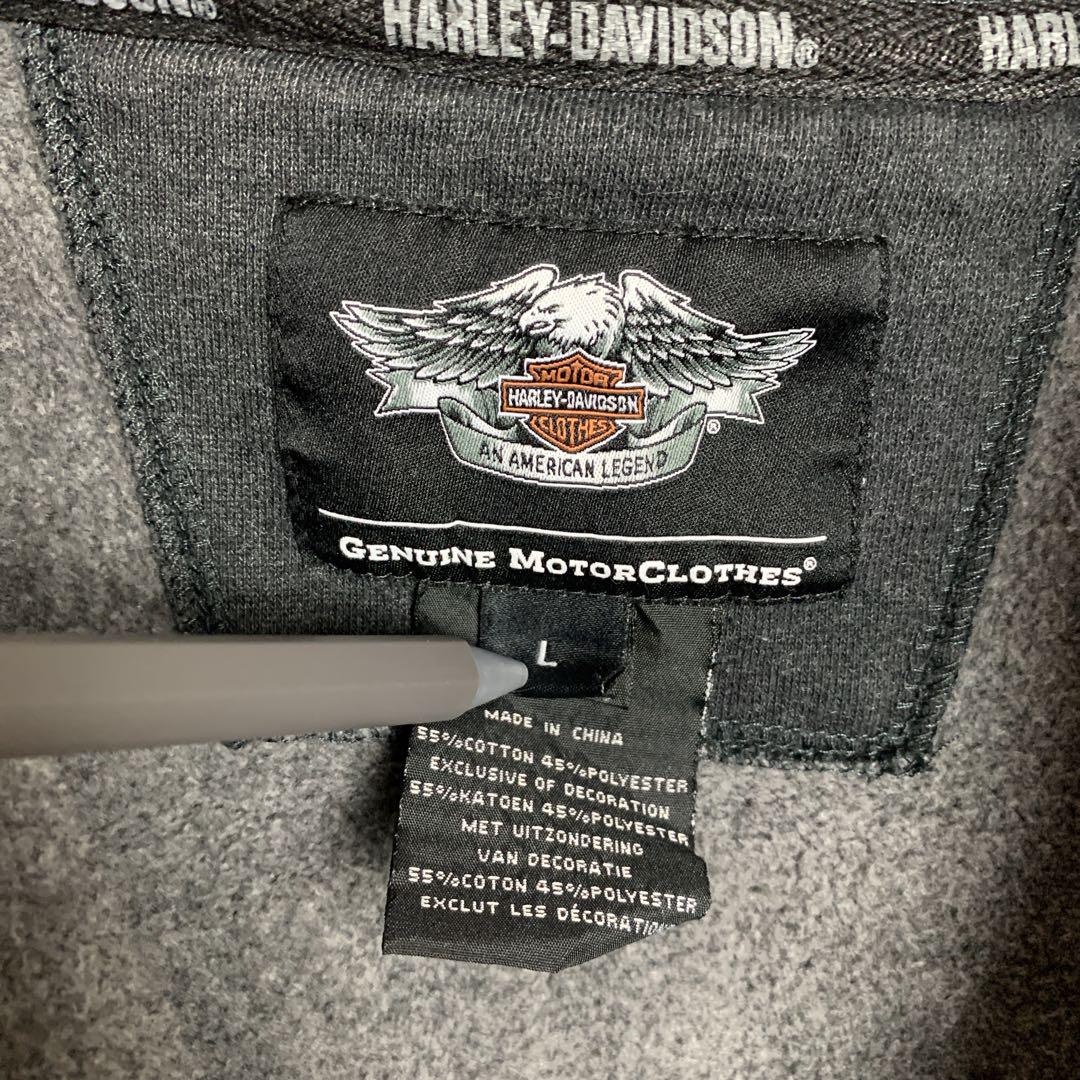 HARLEY-DAVIDSON®
MOTOR
HARLEY-DAVIDSON
CLOTHES
®
AN AMERICAN LEGEND
GENUINE MOTORCLOTHES®
L
MADE IN CHINA
55%COTTON 45%POLYESTER
EXCLUSIVE OF DECORATION
55%KATOEN 45%POLYESTER
MET UITZONDERING
VAN DECORATIE
55%COTON 45%POLYESTER
EXCLUT LES